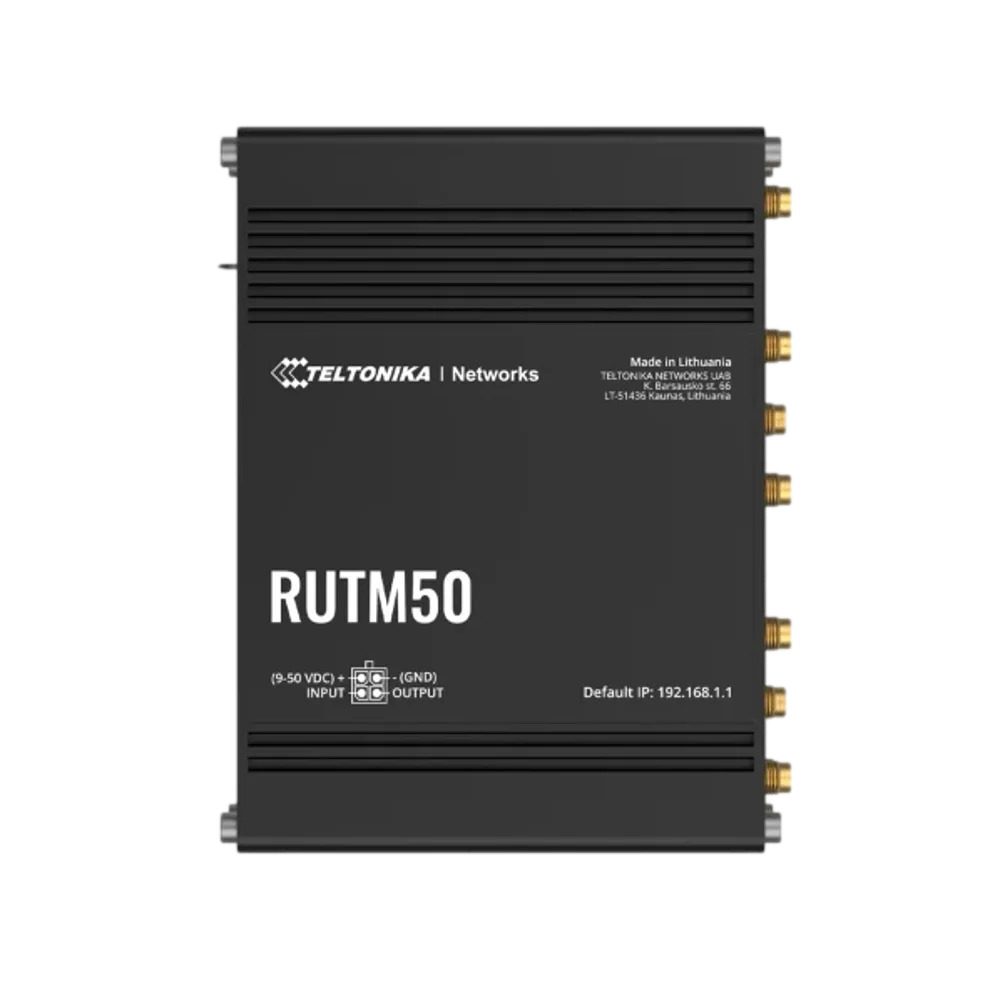 TELTONIKA | Networks
Made in Lithuania
TELTONIKA NETWORKS UAB
K. Barsausko st. 66
LT-51436 Kaunas, Lithuania
RUTM50
(9-50 VDC) + - (GND)
INPUT OUTPUT
Default IP: 192.168.1.1